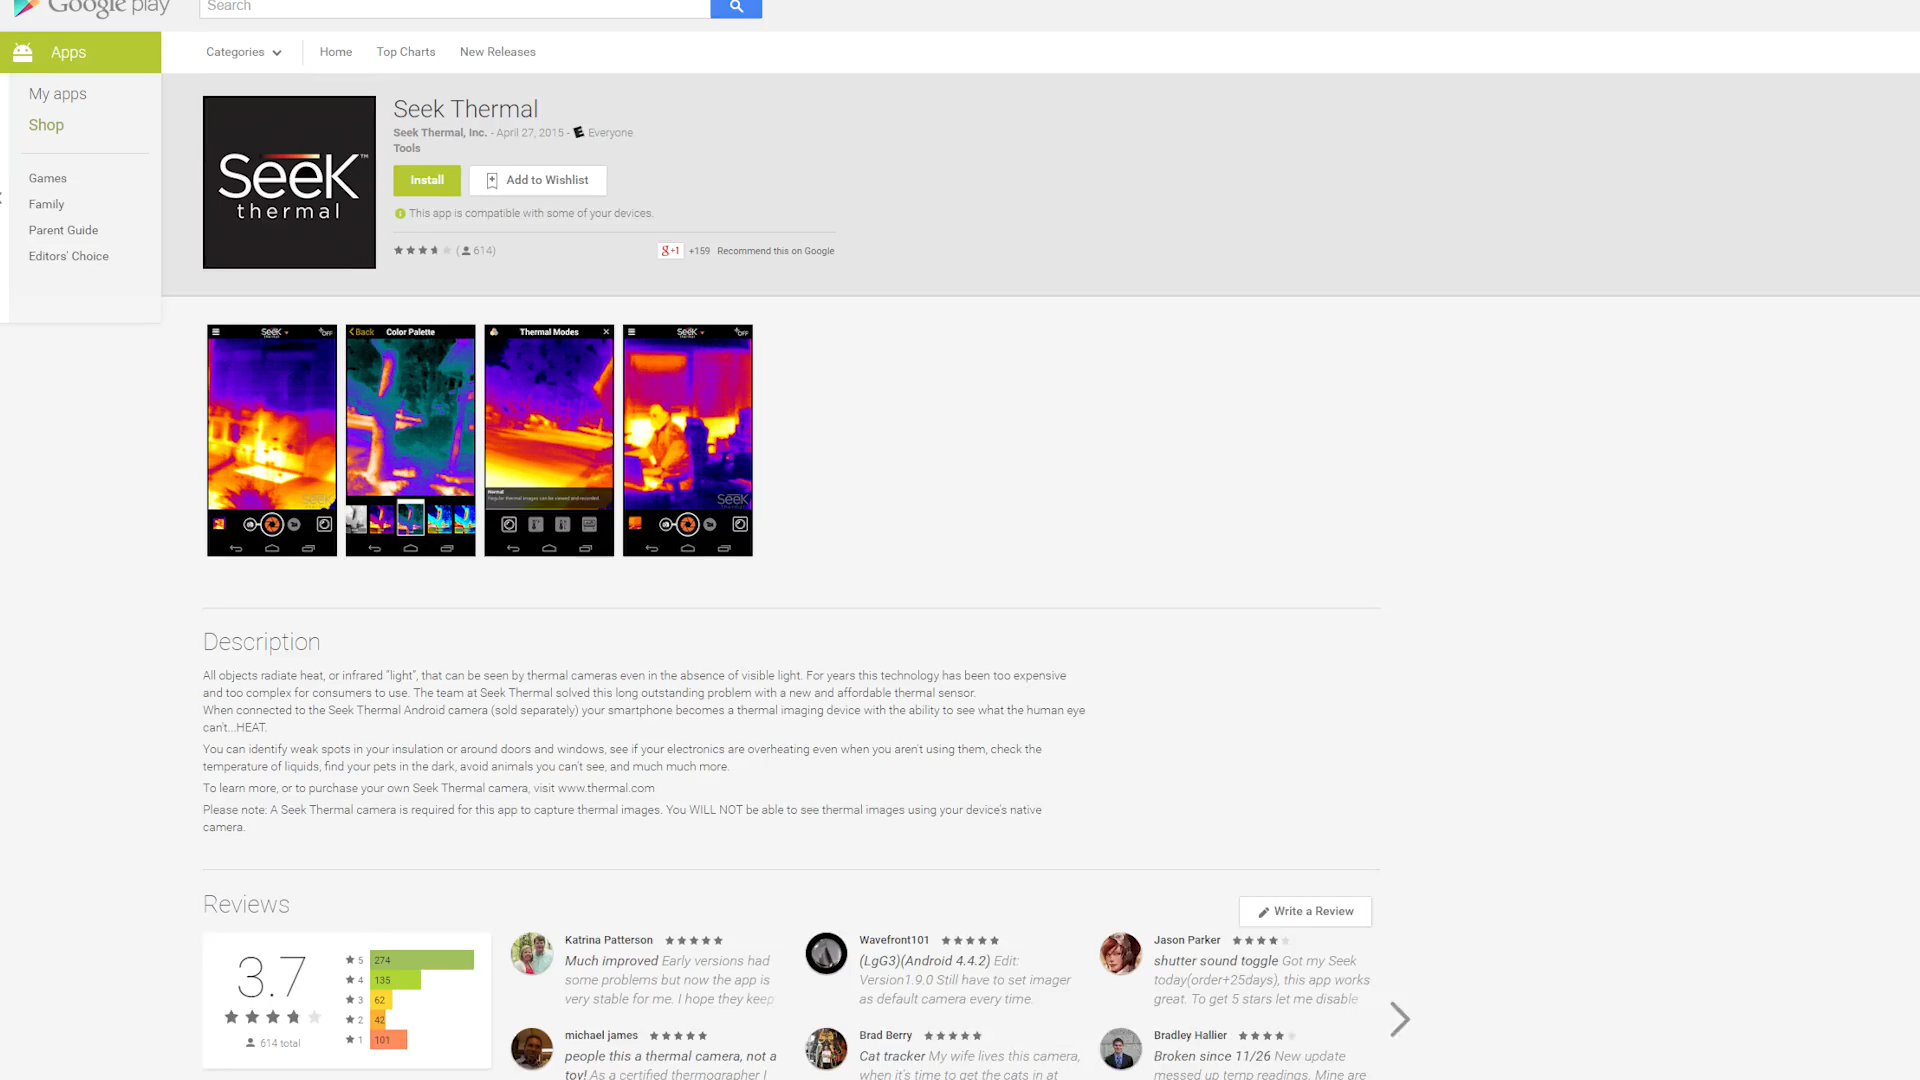 Google play
Search
Apps
Categories
Home
Top Charts
New Releases
My apps
Shop
Games
Family
Parent Guide
Editors' Choice
Seek thermal ™
Seek Thermal
Seek Thermal, Inc. - April 27, 2015 - E Everyone
Tools
Install
Add to Wishlist
This app is compatible with some of your devices.
(614)
g+1 +159 Recommend this on Google
Seek OFF
Back Color Palette
Thermal Modes
Seek OFF
Seek
Normal
Regular thermal images can be viewed and recorded
Seek
Description
All objects radiate heat, or infrared "light", that can be seen by thermal cameras even in the absence of visible light. For years this technology has been too expensive
and too complex for consumers to use. The team at Seek Thermal solved this long outstanding problem with a new and affordable thermal sensor.
When connected to the Seek Thermal Android camera (sold separately) your smartphone becomes a thermal imaging device with the ability to see what the human eye
can't...HEAT.
You can identify weak spots in your insulation or around doors and windows, see if your electronics are overheating even when you aren't using them, check the
temperature of liquids, find your pets in the dark, avoid animals you can't see, and much much more.
To learn more, or to purchase your own Seek Thermal camera, visit www.thermal.com
Please note: A Seek Thermal camera is required for this app to capture thermal images. You WILL NOT be able to see thermal images using your device's native
camera.
Reviews
Write a Review
3.7
614 total
5 274
4 135
3 62
2 42
1 101
Katrina Patterson
Much improved Early versions had
some problems but now the app is
very stable for me. I hope they keep
Wavefront101
(LgG3)(Android 4.4.2) Edit:
Version1.9.0 Still have to set imager
as default camera every time.
Jason Parker
shutter sound toggle Got my Seek
today(order+25days), this app works
great. To get 5 stars let me disable
michael james
people this a thermal camera, not a
toy! As a certified thermographer I
Brad Berry
Cat tracker My wife lives this camera,
when it's time to get the cats in at
Bradley Hallier
Broken since 11/26 New update
messed up temp readings. Mine are